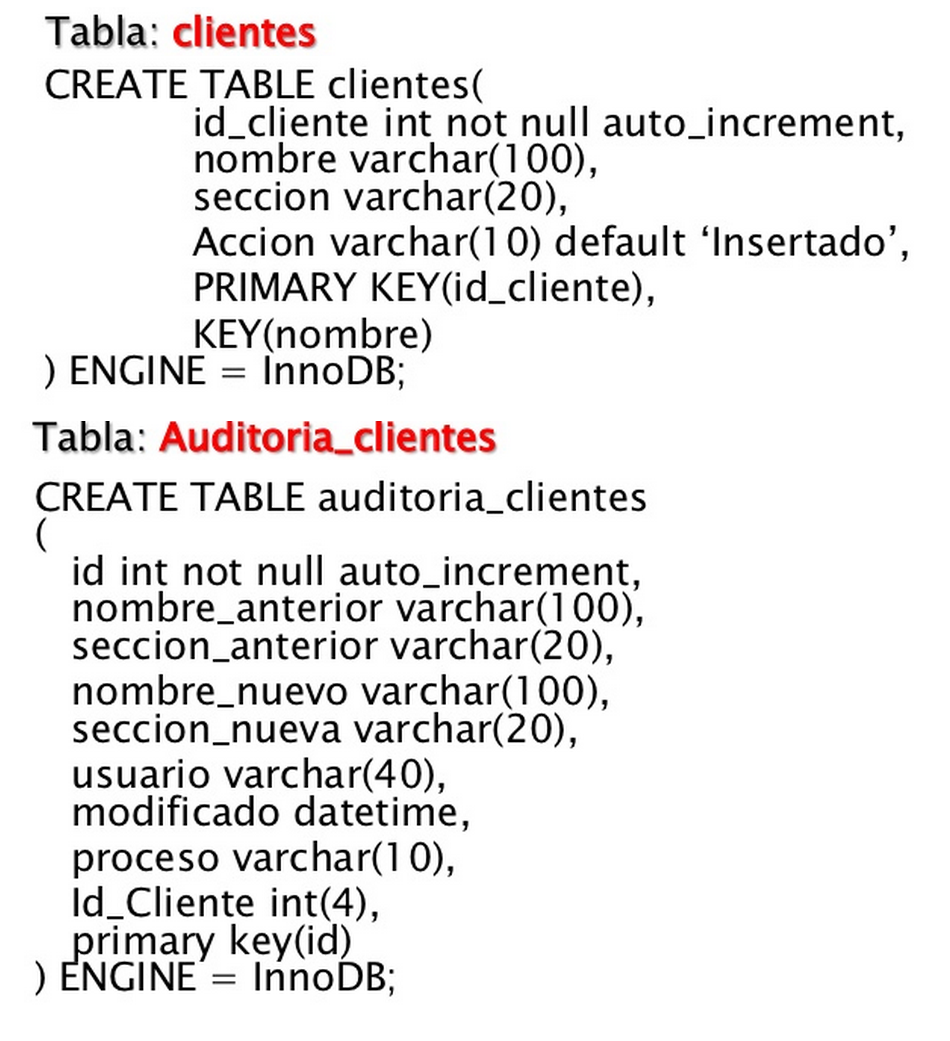 Tabla: clientes
CREATE TABLE clientes(
id_cliente int not null auto_increment,
nombre varchar(100),
seccion varchar(20),
Accion varchar(10) default ‘Insertado’,
PRIMARY KEY(id_cliente),
KEY(nombre)
) ENGINE = InnoDB;
Tabla: Auditoria_clientes
CREATE TABLE auditoria_clientes
(
id int not null auto_increment,
nombre_anterior varchar(100),
seccion_anterior varchar(20),
nombre_nuevo varchar(100),
seccion_nueva varchar(20),
usuario varchar(40),
modificado datetime,
proceso varchar(10),
Id_Cliente int(4),
primary key(id)
) ENGINE = InnoDB;